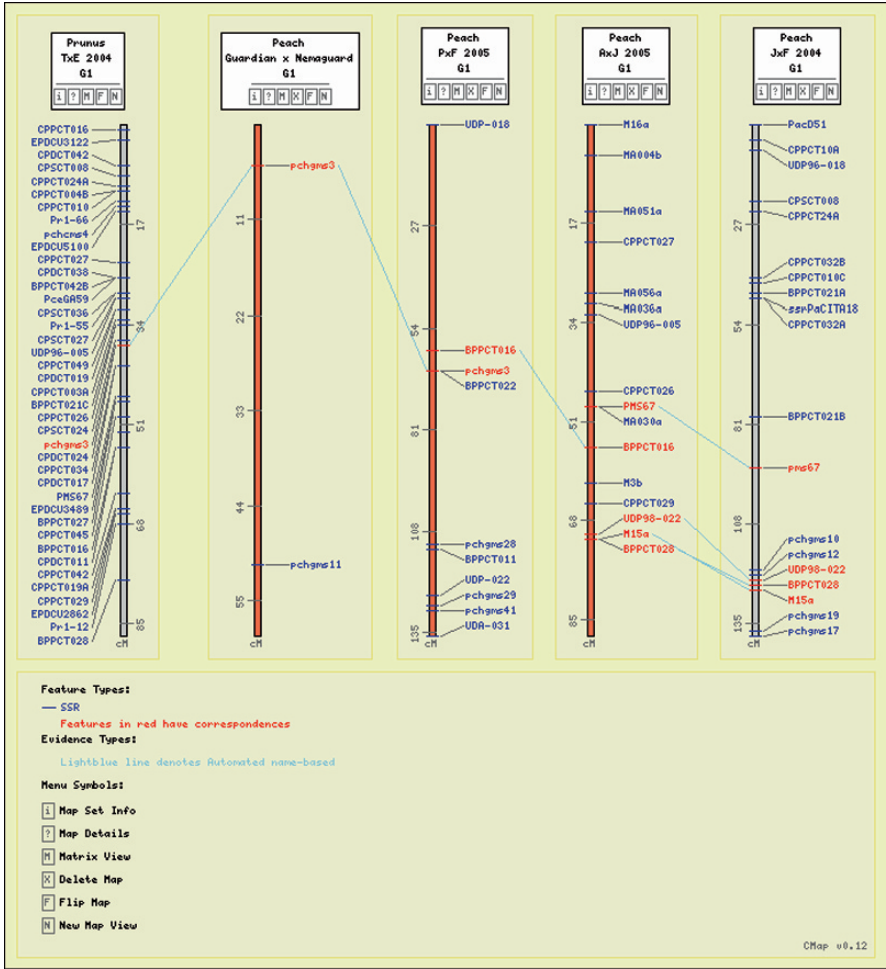 Prunus
TxE 2004
G1
i ? M F N
CPPCT016
EPDCU3122
CPDCT042
CPSCT008
CPPCT024A
CPPCT004B
CPPCT010
Pr1-66
pchcms4
EPDCU5100
CPPCT027
CPDCT038
BPPCT042B
PceGA59
CPSCT036
Pr1-55
CPSCT027
UDP96-005
CPPCT049
CPDCT019
CPPCT003A
BPPCT021C
CPPCT026
CPSCT024
pchgms3
CPDCT024
CPPCT034
CPDCT017
PMS67
EPDCU3489
BPPCT027
CPPCT045
BPPCT016
CPDCT011
CPPCT042
CPPCT019A
CPPCT029
EPDCU2862
Pr1-12
BPPCT028
17
34
51
68
85
cM
Peach
Guardian x Nemaguard
G1
i ? M X F N
pchgms3
11
22
33
44
pchgms11
55
cM
Peach
PxF 2005
G1
i ? M X F N
UDP-018
27
54
BPPCT016
pchgms3
BPPCT022
81
108
pchgms28
BPPCT011
UDP-022
pchgms29
pchgms41
UDA-031
135
cM
Peach
AxJ 2005
G1
i ? M X F N
M16a
MA004b
MA051a
17
CPPCT027
MA056a
MA036a
UDP96-005
34
CPPCT026
PMS67
MA030a
51
BPPCT016
M3b
CPPCT029
UDP98-022
68
M15a
BPPCT028
85
cM
Peach
JxF 2004
G1
i ? M X F N
PacD51
CPPCT10A
UDP96-018
CPSCT008
CPPCT24A
27
CPPCT032B
CPPCT010C
BPPCT021A
ssrPaCITA18
CPPCT032A
54
BPPCT021B
81
pms67
108
pchgms10
pchgms12
UDP98-022
BPPCT028
M15a
pchgms19
135
pchgms17
cM
Feature Types:
SSR
Features in red have correspondences
Evidence Types:
Lightblue line denotes Automated name-based
Menu Symbols:
i Map Set Info
? Map Details
M Matrix View
X Delete Map
F Flip Map
N New Map View
CMap v0.12